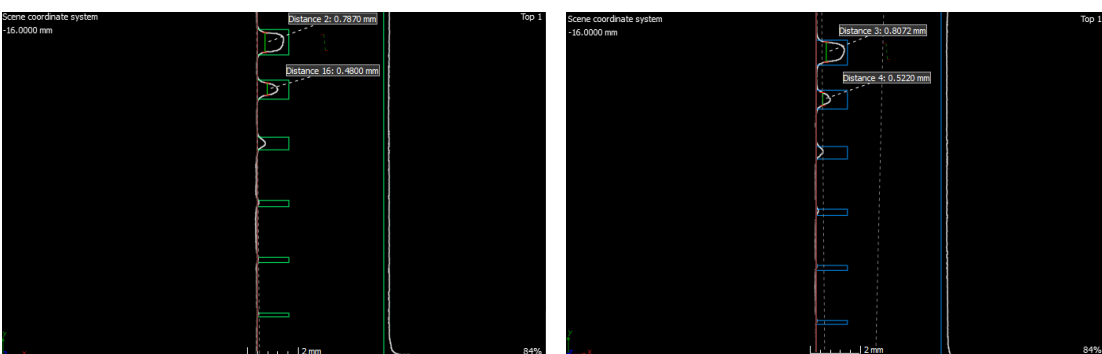 Scene coordinate system
Top 1
-16.0000 mm
Distance 2: 0.7870 mm
Distance 16: 0.4800 mm
2 mm
84%
Scene coordinate system
Top 1
-16.0000 mm
Distance 3: 0.8072 mm
Distance 4: 0.5220 mm
2 mm
84%